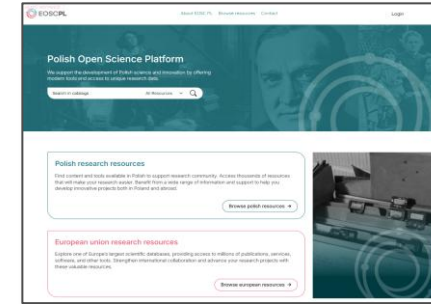 EOSCPL
About EOSC PL Browse resources Contact
Login
Polish Open Science Platform
We support the development of Polish science and innovation by offering
modern tools and access to unique research data.
Search in catalogs All Resources
Polish research resources
Find content and tools available in Polish to support research community. Access thousands of resources
that will make your research easier. Benefit from a wide range of information and support to help you
develop innovative projects both in Poland and abroad.
Browse polish resources →
European union research resources
Explore one of Europe's largest scientific databases, providing access to millions of publications, services,
software, and other tools. Strengthen international collaboration and advance your research projects with
these valuable resources.
Browse european resources →